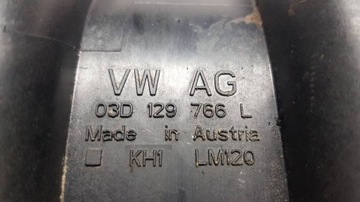 VW AG
03D 129 766 L
Made in Austria
KH1 LM120